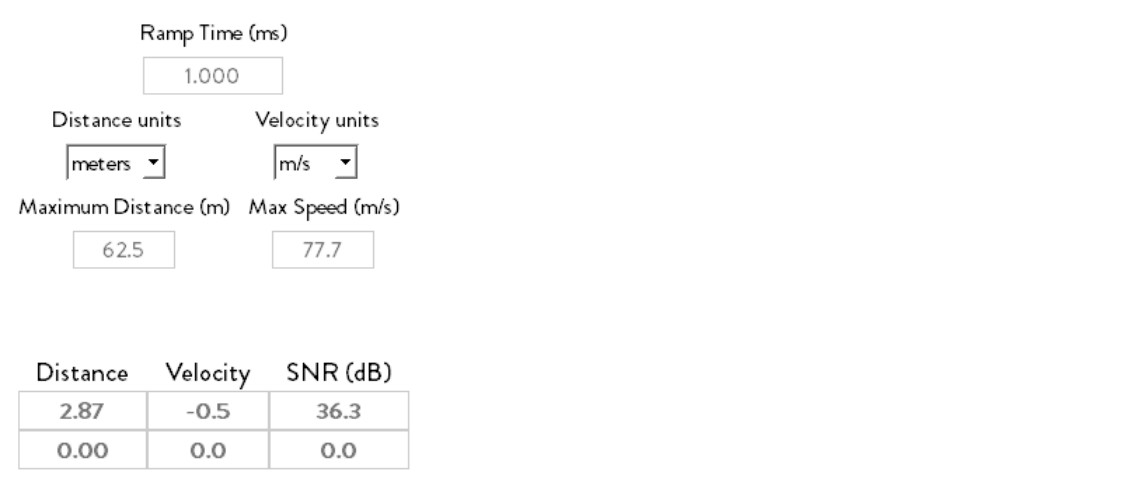 Ramp Time (ms)
1.000
Distance units Velocity units
meters m/s
Maximum Distance (m) Max Speed (m/s)
62.5 77.7
Distance Velocity SNR (dB)
2.87 -0.5 36.3
0.00 0.0 0.0